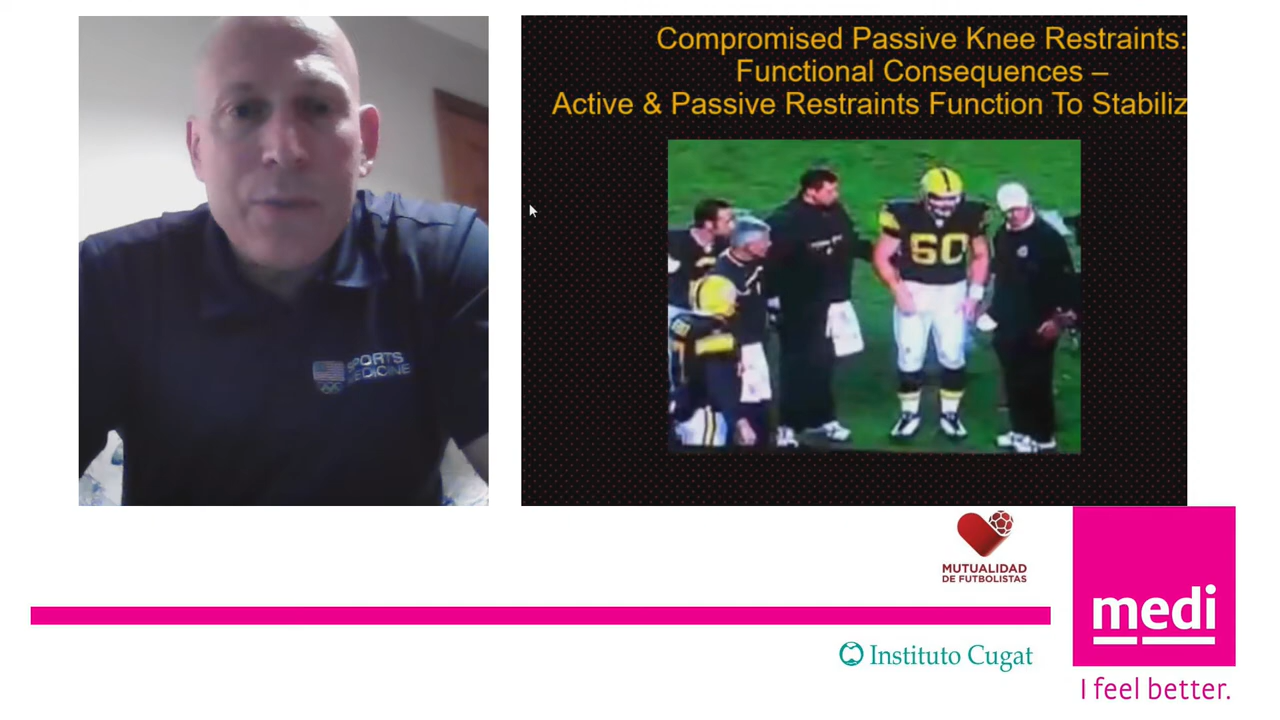 Compromised Passive Knee Restraints:
Functional Consequences –
Active & Passive Restraints Function To Stabiliz
60
SPORTS
MEDICINE
MUTUALIDAD
DE FUTBOLISTAS
medi
Instituto Cugat
I feel better.